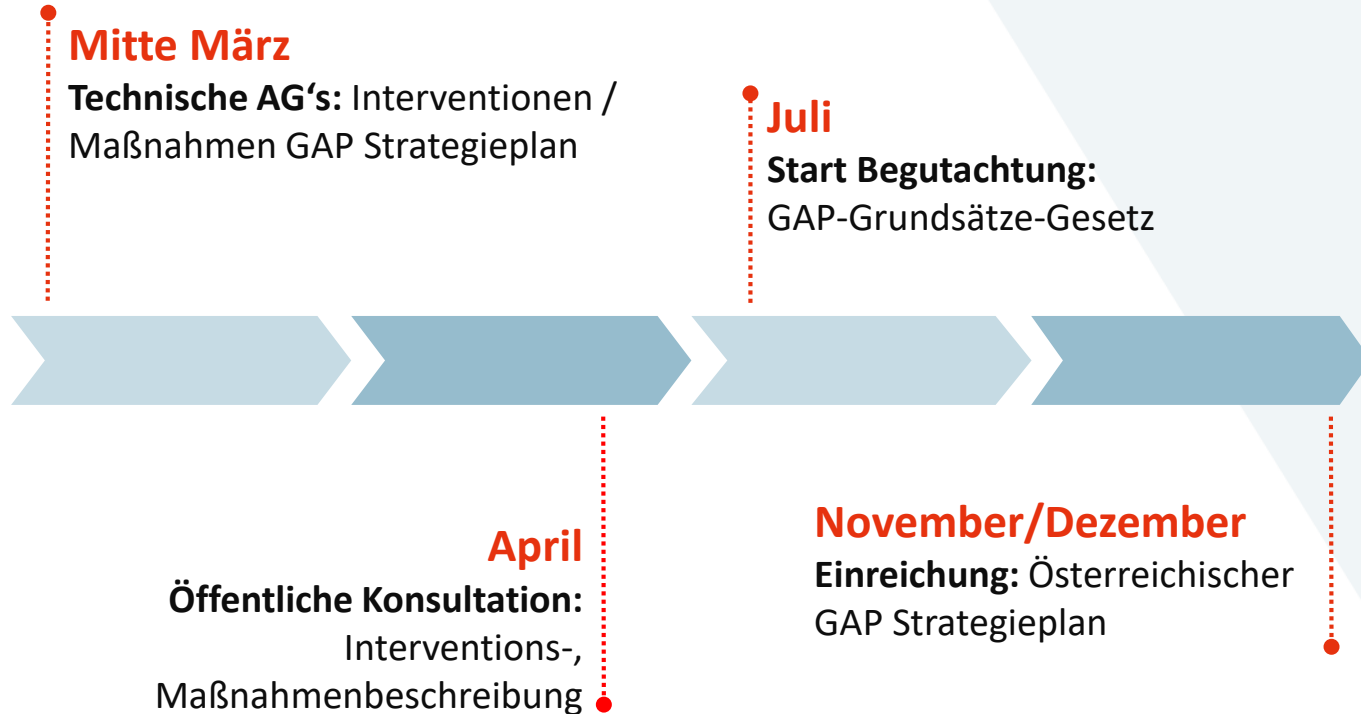 Mitte März
Technische AG‘s: Interventionen /
Maßnahmen GAP Strategieplan
April
Öffentliche Konsultation:
Interventions-,
Maßnahmenbeschreibung
Juli
Start Begutachtung:
GAP-Grundsätze-Gesetz
November/Dezember
Einreichung: Österreichischer
GAP Strategieplan